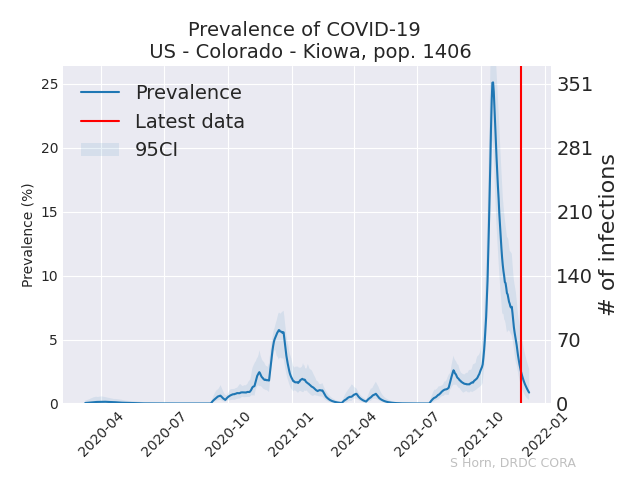 Prevalence of COVID-19
US - Colorado - Kiowa, pop. 1406
Prevalence
Latest data
95CI
Prevalence (%)
25
20
15
10
5
0
351
281
210
140
70
0
# of infections
2020-04
2020-07
2020-10
2021-01
2021-04
2021-07
2021-10
2022-01
S Horn, DRDC CORA